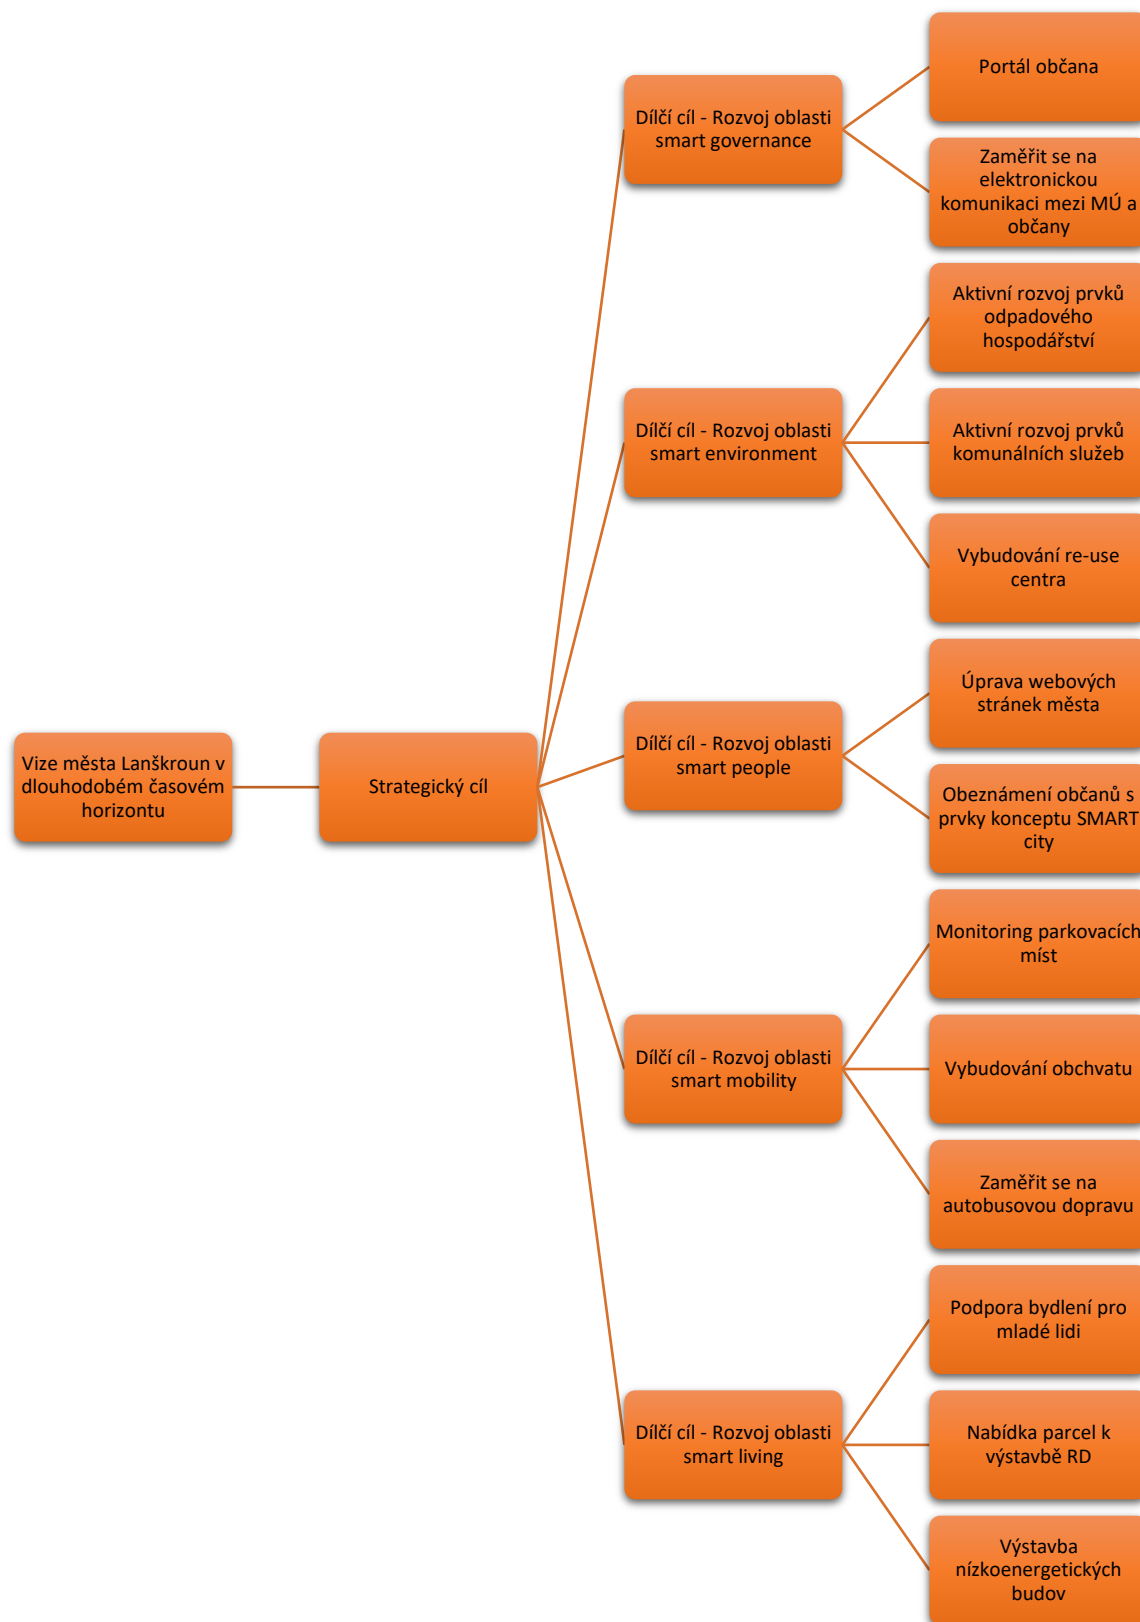 Vize města Lanškroun v
dlouhodobém časovém
horizontu
Strategický cíl
Dílčí cíl - Rozvoj oblasti
smart governance
Portál občana
Zaměřit se na
elektronickou
komunikaci mezi MÚ a
občany
Dílčí cíl - Rozvoj oblasti
smart environment
Aktivní rozvoj prvků
odpadového
hospodářství
Aktivní rozvoj prvků
komunálních služeb
Vybudování re-use
centra
Dílčí cíl - Rozvoj oblasti
smart people
Úprava webových
stránek města
Obeznámení občanů s
prvky konceptu SMART
city
Dílčí cíl - Rozvoj oblasti
smart mobility
Monitoring parkovacích
míst
Vybudování obchvatu
Zaměřit se na
autobusovou dopravu
Dílčí cíl - Rozvoj oblasti
smart living
Podpora bydlení pro
mladé lidi
Nabídka parcel k
výstavbě RD
Výstavba
nízkoenergetických
budov